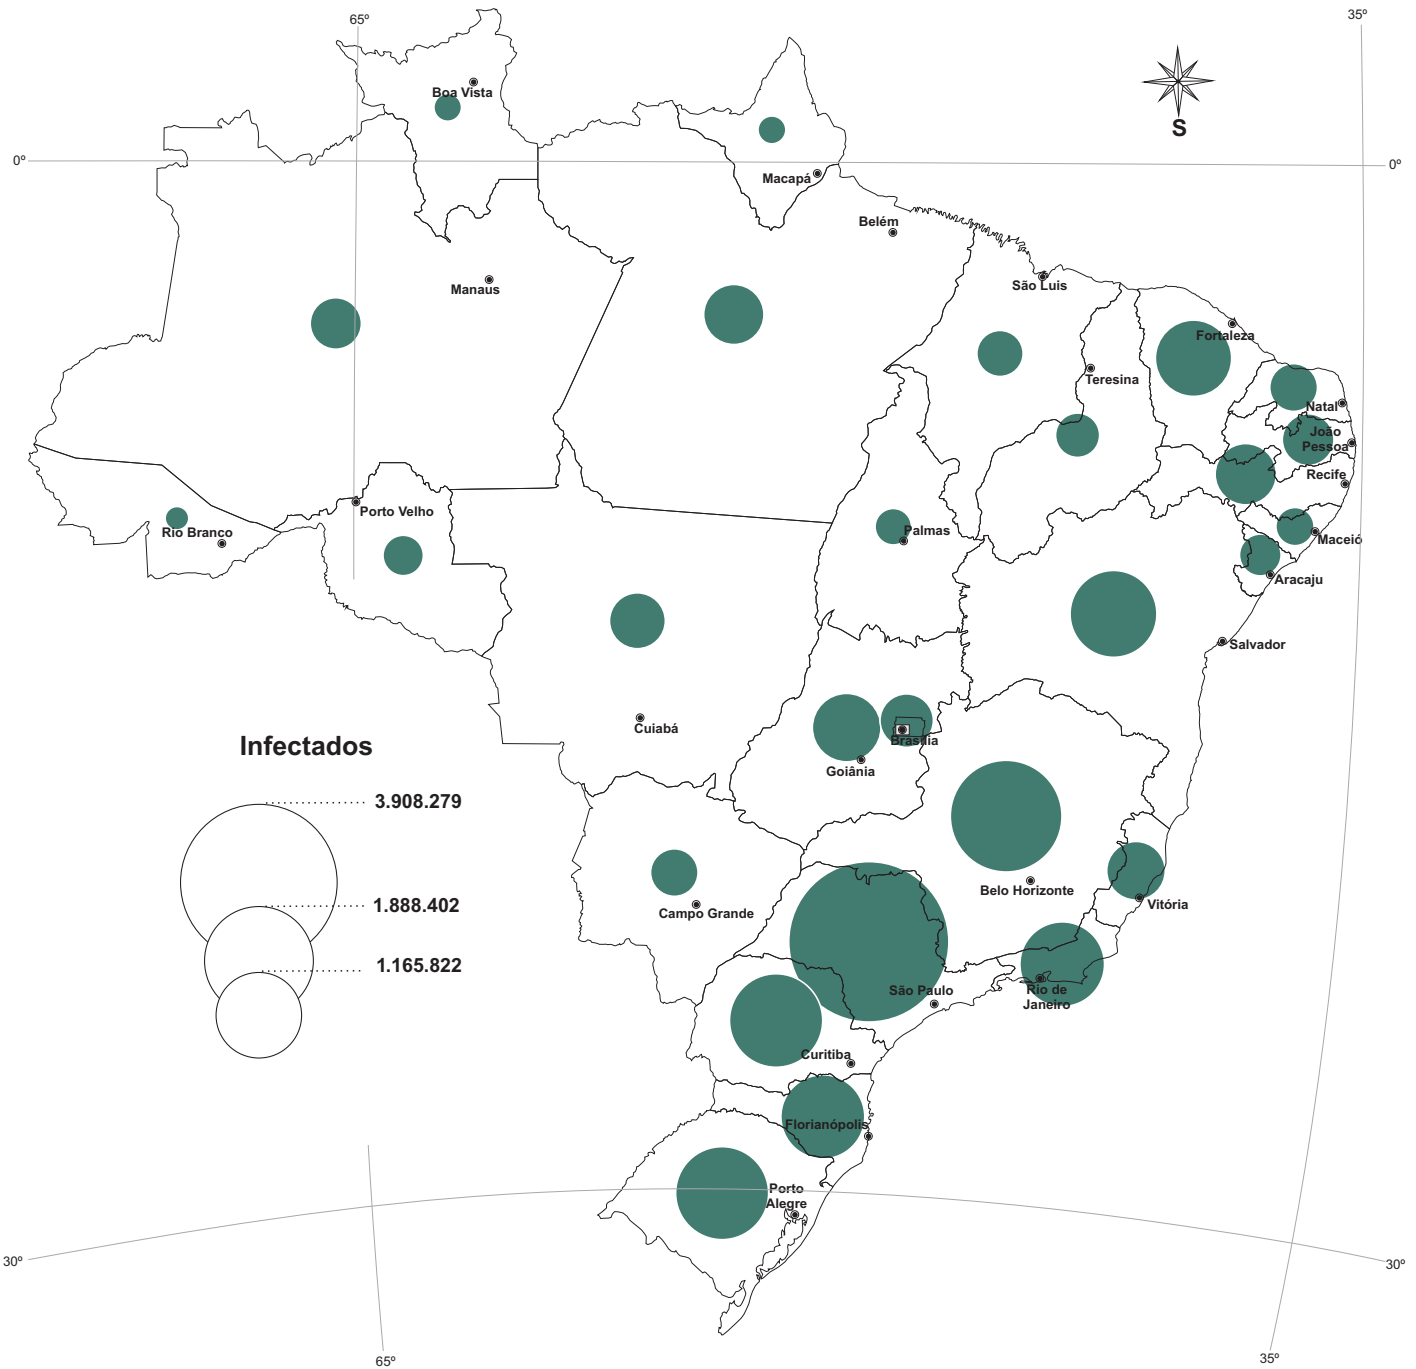 65º
35º
Boa Vista
S
0º
0º
Macapá
Belém
Manaus
São Luis
Fortaleza
Teresina
Natal
João
Pessoa
Recife
Porto Velho
Rio Branco
Palmas
Maceió
Aracaju
Salvador
Cuiabá
Brasília
Goiânia
Infectados
3.908.279
1.888.402
1.165.822
Belo Horizonte
Vitória
Campo Grande
São Paulo
Rio de
Janeiro
Curitiba
Florianópolis
Porto
Alegre
30º
30º
65º
35º